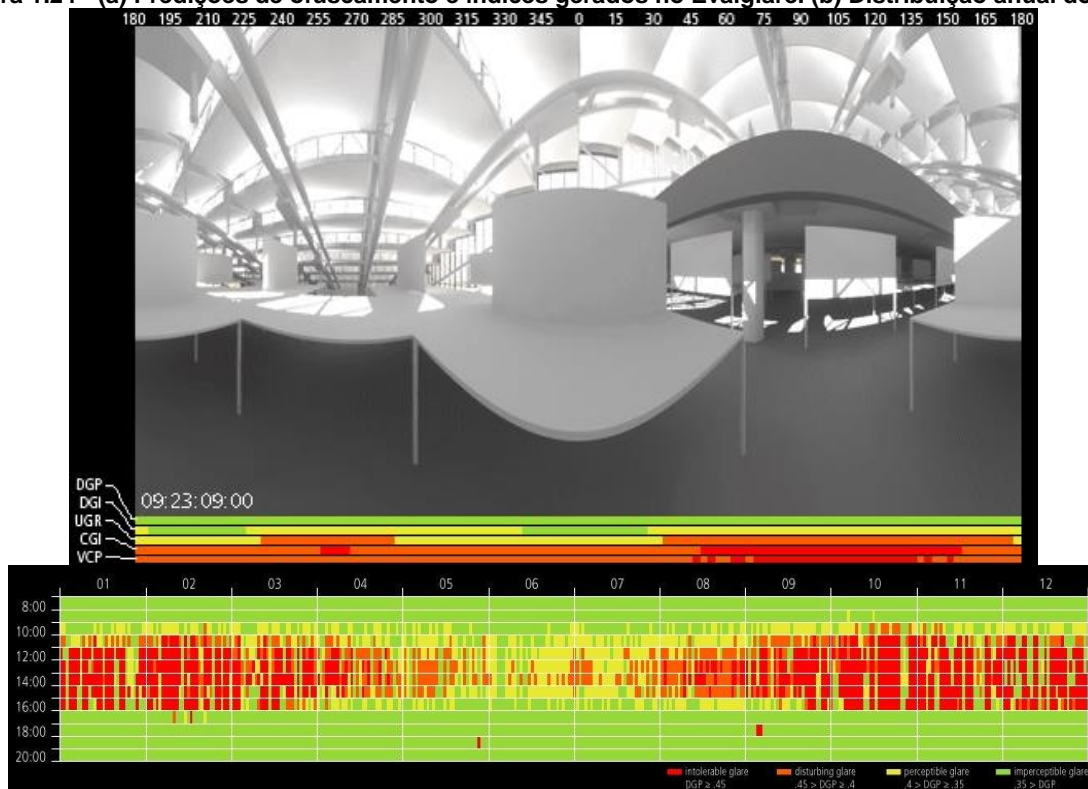 1.24 - (a) Predições de ofuscamento e índices gerados no Evalglare. (b) Distribuição anual de
180 195 210 225 240 255 270 285 300 315 330 345 0 15 30 45 60 75 90 105 120 135 150 165 180
DGP
DGI
UGR
CGI
VCP
09:23:09:00
01 02 03 04 05 06 07 08 09 10 11 12
8:00
10:00
12:00
14:00
16:00
18:00
20:00
intolerable glare disturbing glare perceptible glare imperceptible glare
DGP ≥ .45 .45 > DGP ≥ .4 .4 > DGP ≥ .35 .35 > DGP